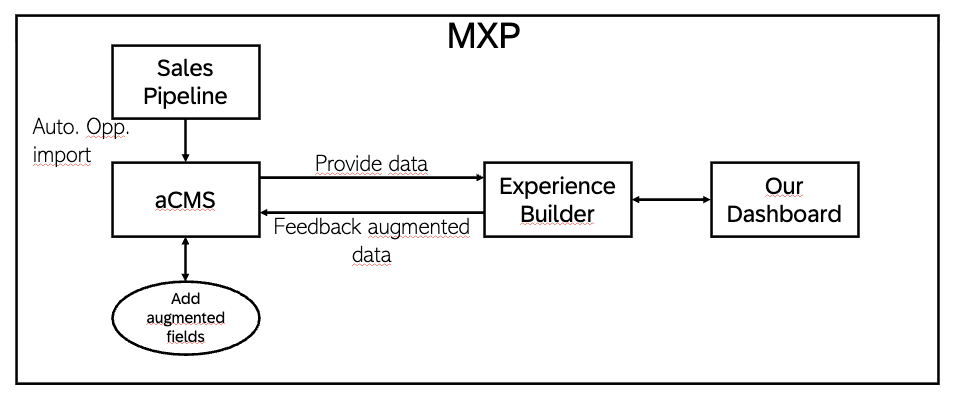 MXP
Sales
Pipeline
Auto. Opp.
import
Provide data
aCMS
Experience
Builder
Our
Dashboard
Feedback augmented
data
Add
augmented
fields